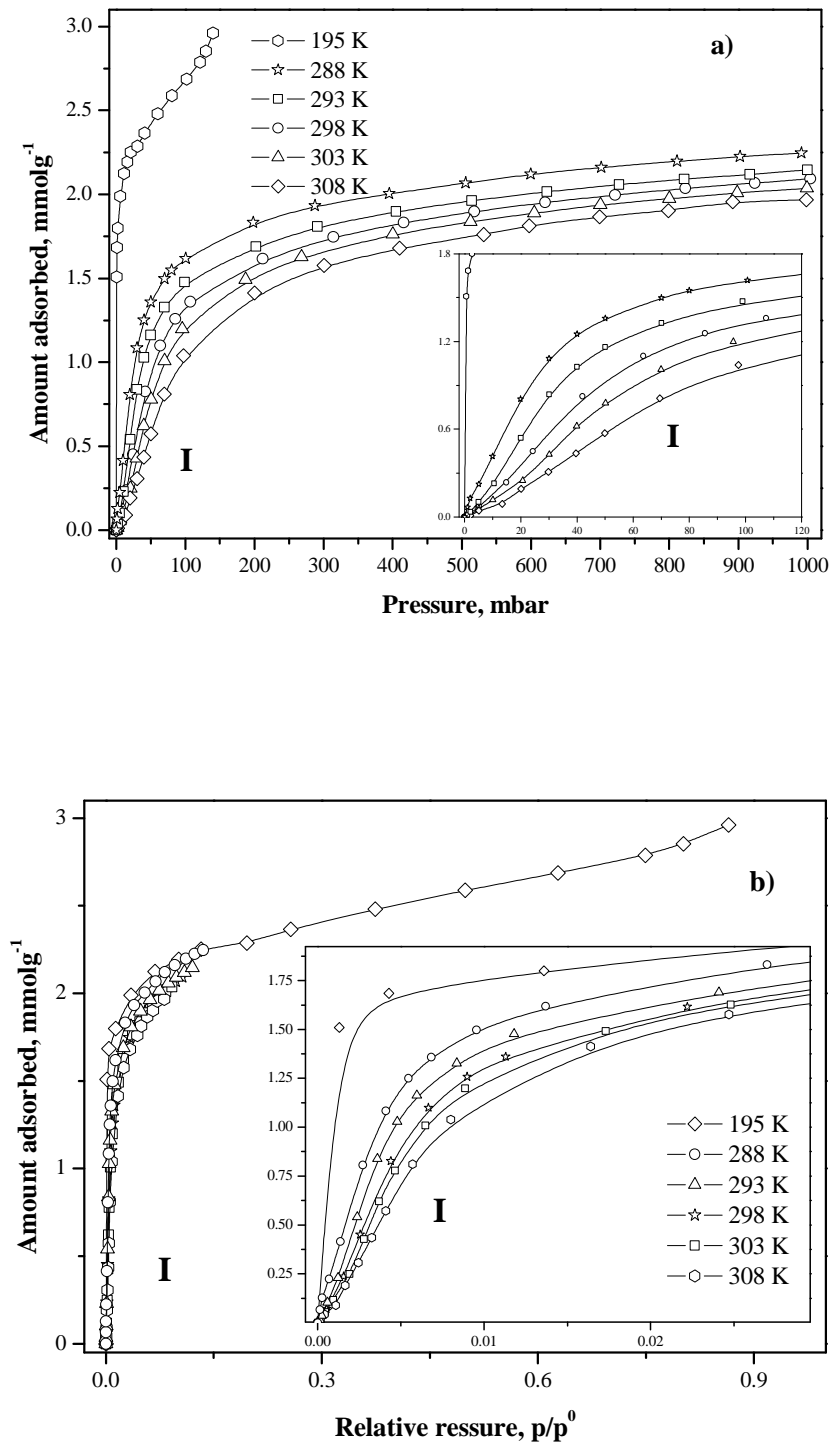 a)
195 K
288 K
293 K
298 K
303 K
308 K
3.0
2.5
2.0
1.5
1.0
0.5
0.0
Amount adsorbed, mmolg⁻¹
I
1.8
1.2
0.6
0.0
I
0 20 40 60 80 100 120
0 100 200 300 400 500 600 700 800 900 1000
Pressure, mbar
b)
3
2
1
0
Amount adsorbed, mmolg⁻¹
I
1.75
1.50
1.25
1.00
0.75
0.50
0.25
I
195 K
288 K
293 K
298 K
303 K
308 K
0.00 0.01 0.02
0.0 0.3 0.6 0.9
Relative ressure, p/p⁰